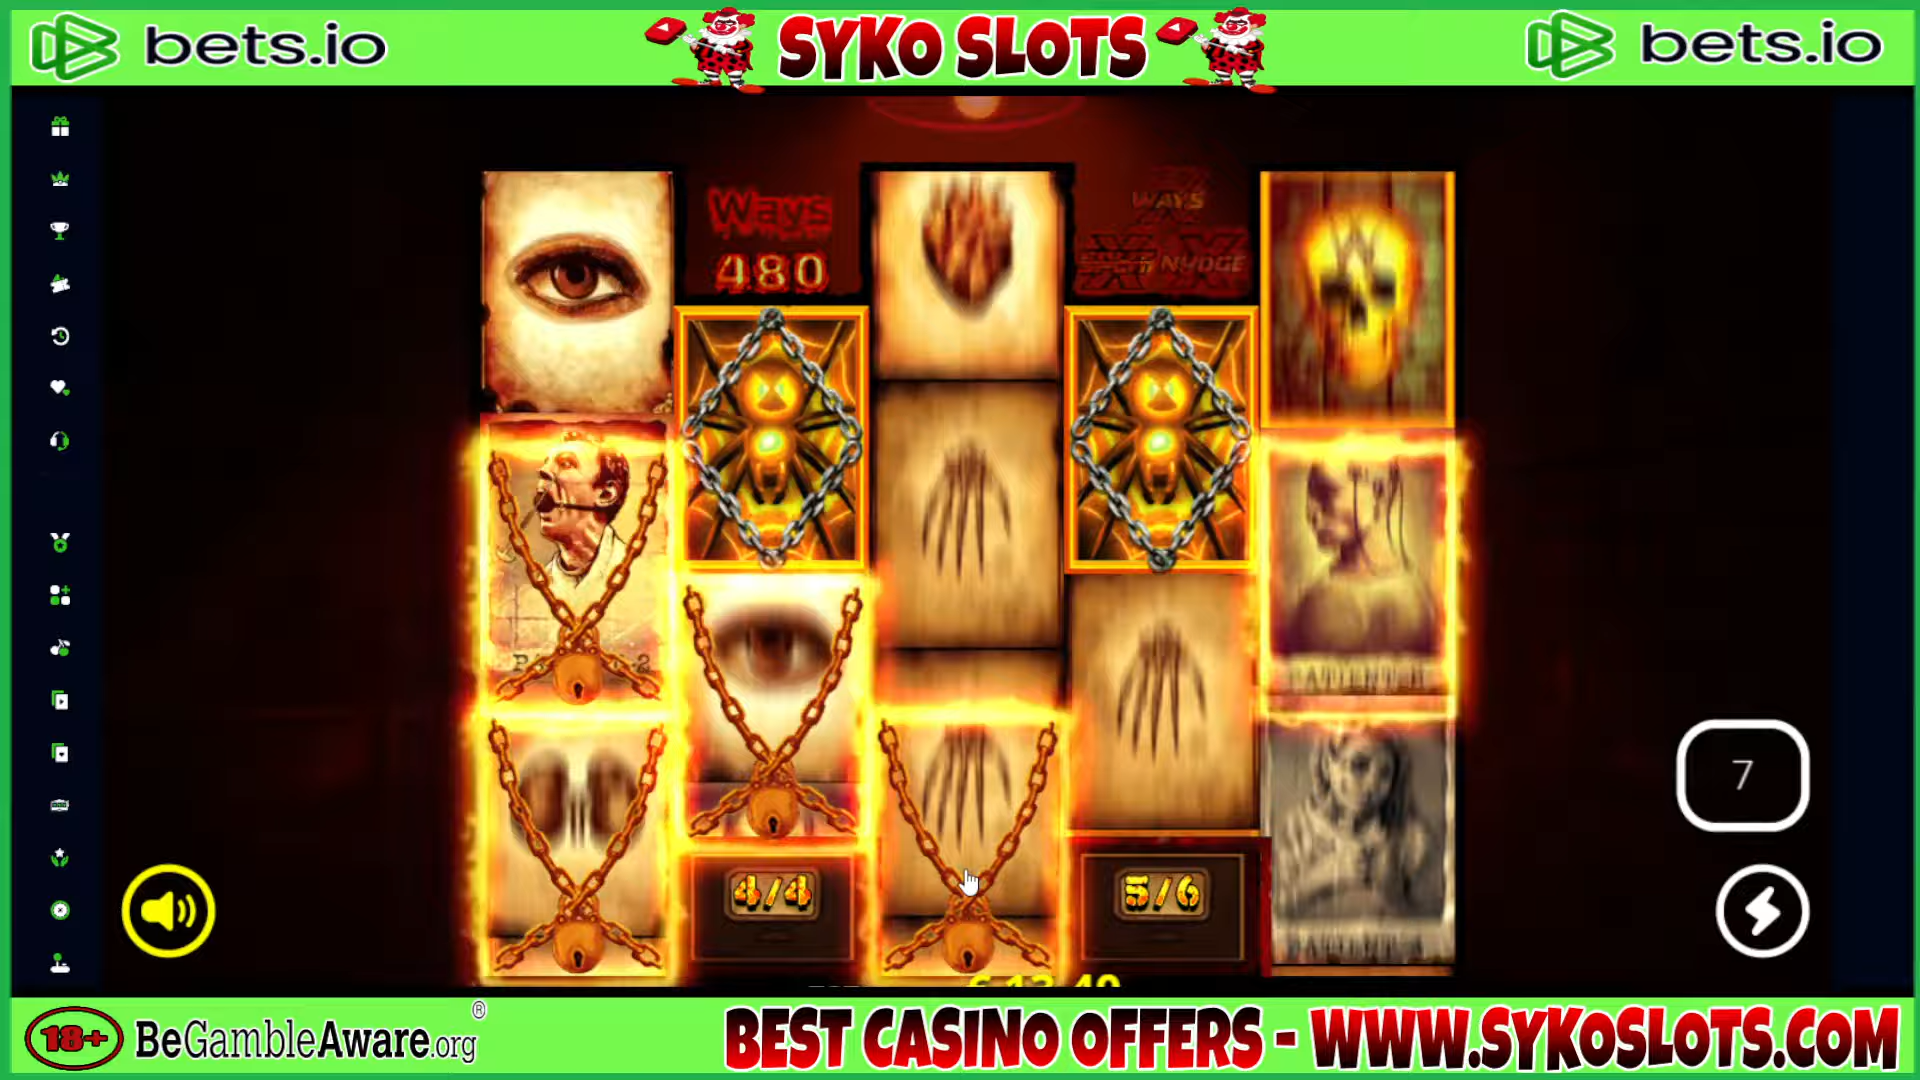 bets.io
SYKO SLOTS
bets.io
Ways
480
WAYS
NUDGE
4/4
5/6
7
18+
BeGambleAware.org®
BEST CASINO OFFERS - WWW.SYKOSLOTS.COM